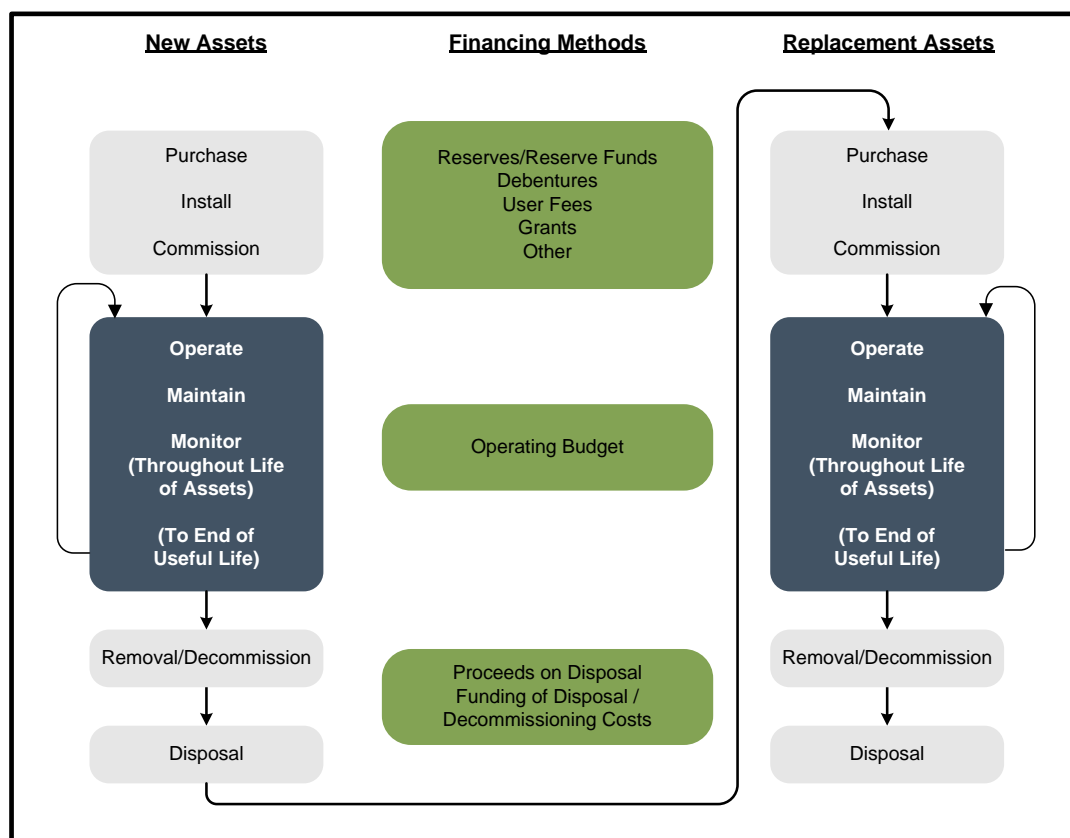 New Assets
Financing Methods
Replacement Assets
Purchase
Install
Commission
Operate
Maintain
Monitor
(Throughout Life
of Assets)
(To End of
Useful Life)
Removal/Decommission
Disposal
Reserves/Reserve Funds
Debentures
User Fees
Grants
Other
Operating Budget
Proceeds on Disposal
Funding of Disposal /
Decommissioning Costs
Purchase
Install
Commission
Operate
Maintain
Monitor
(Throughout Life
of Assets)
(To End of
Useful Life)
Removal/Decommission
Disposal